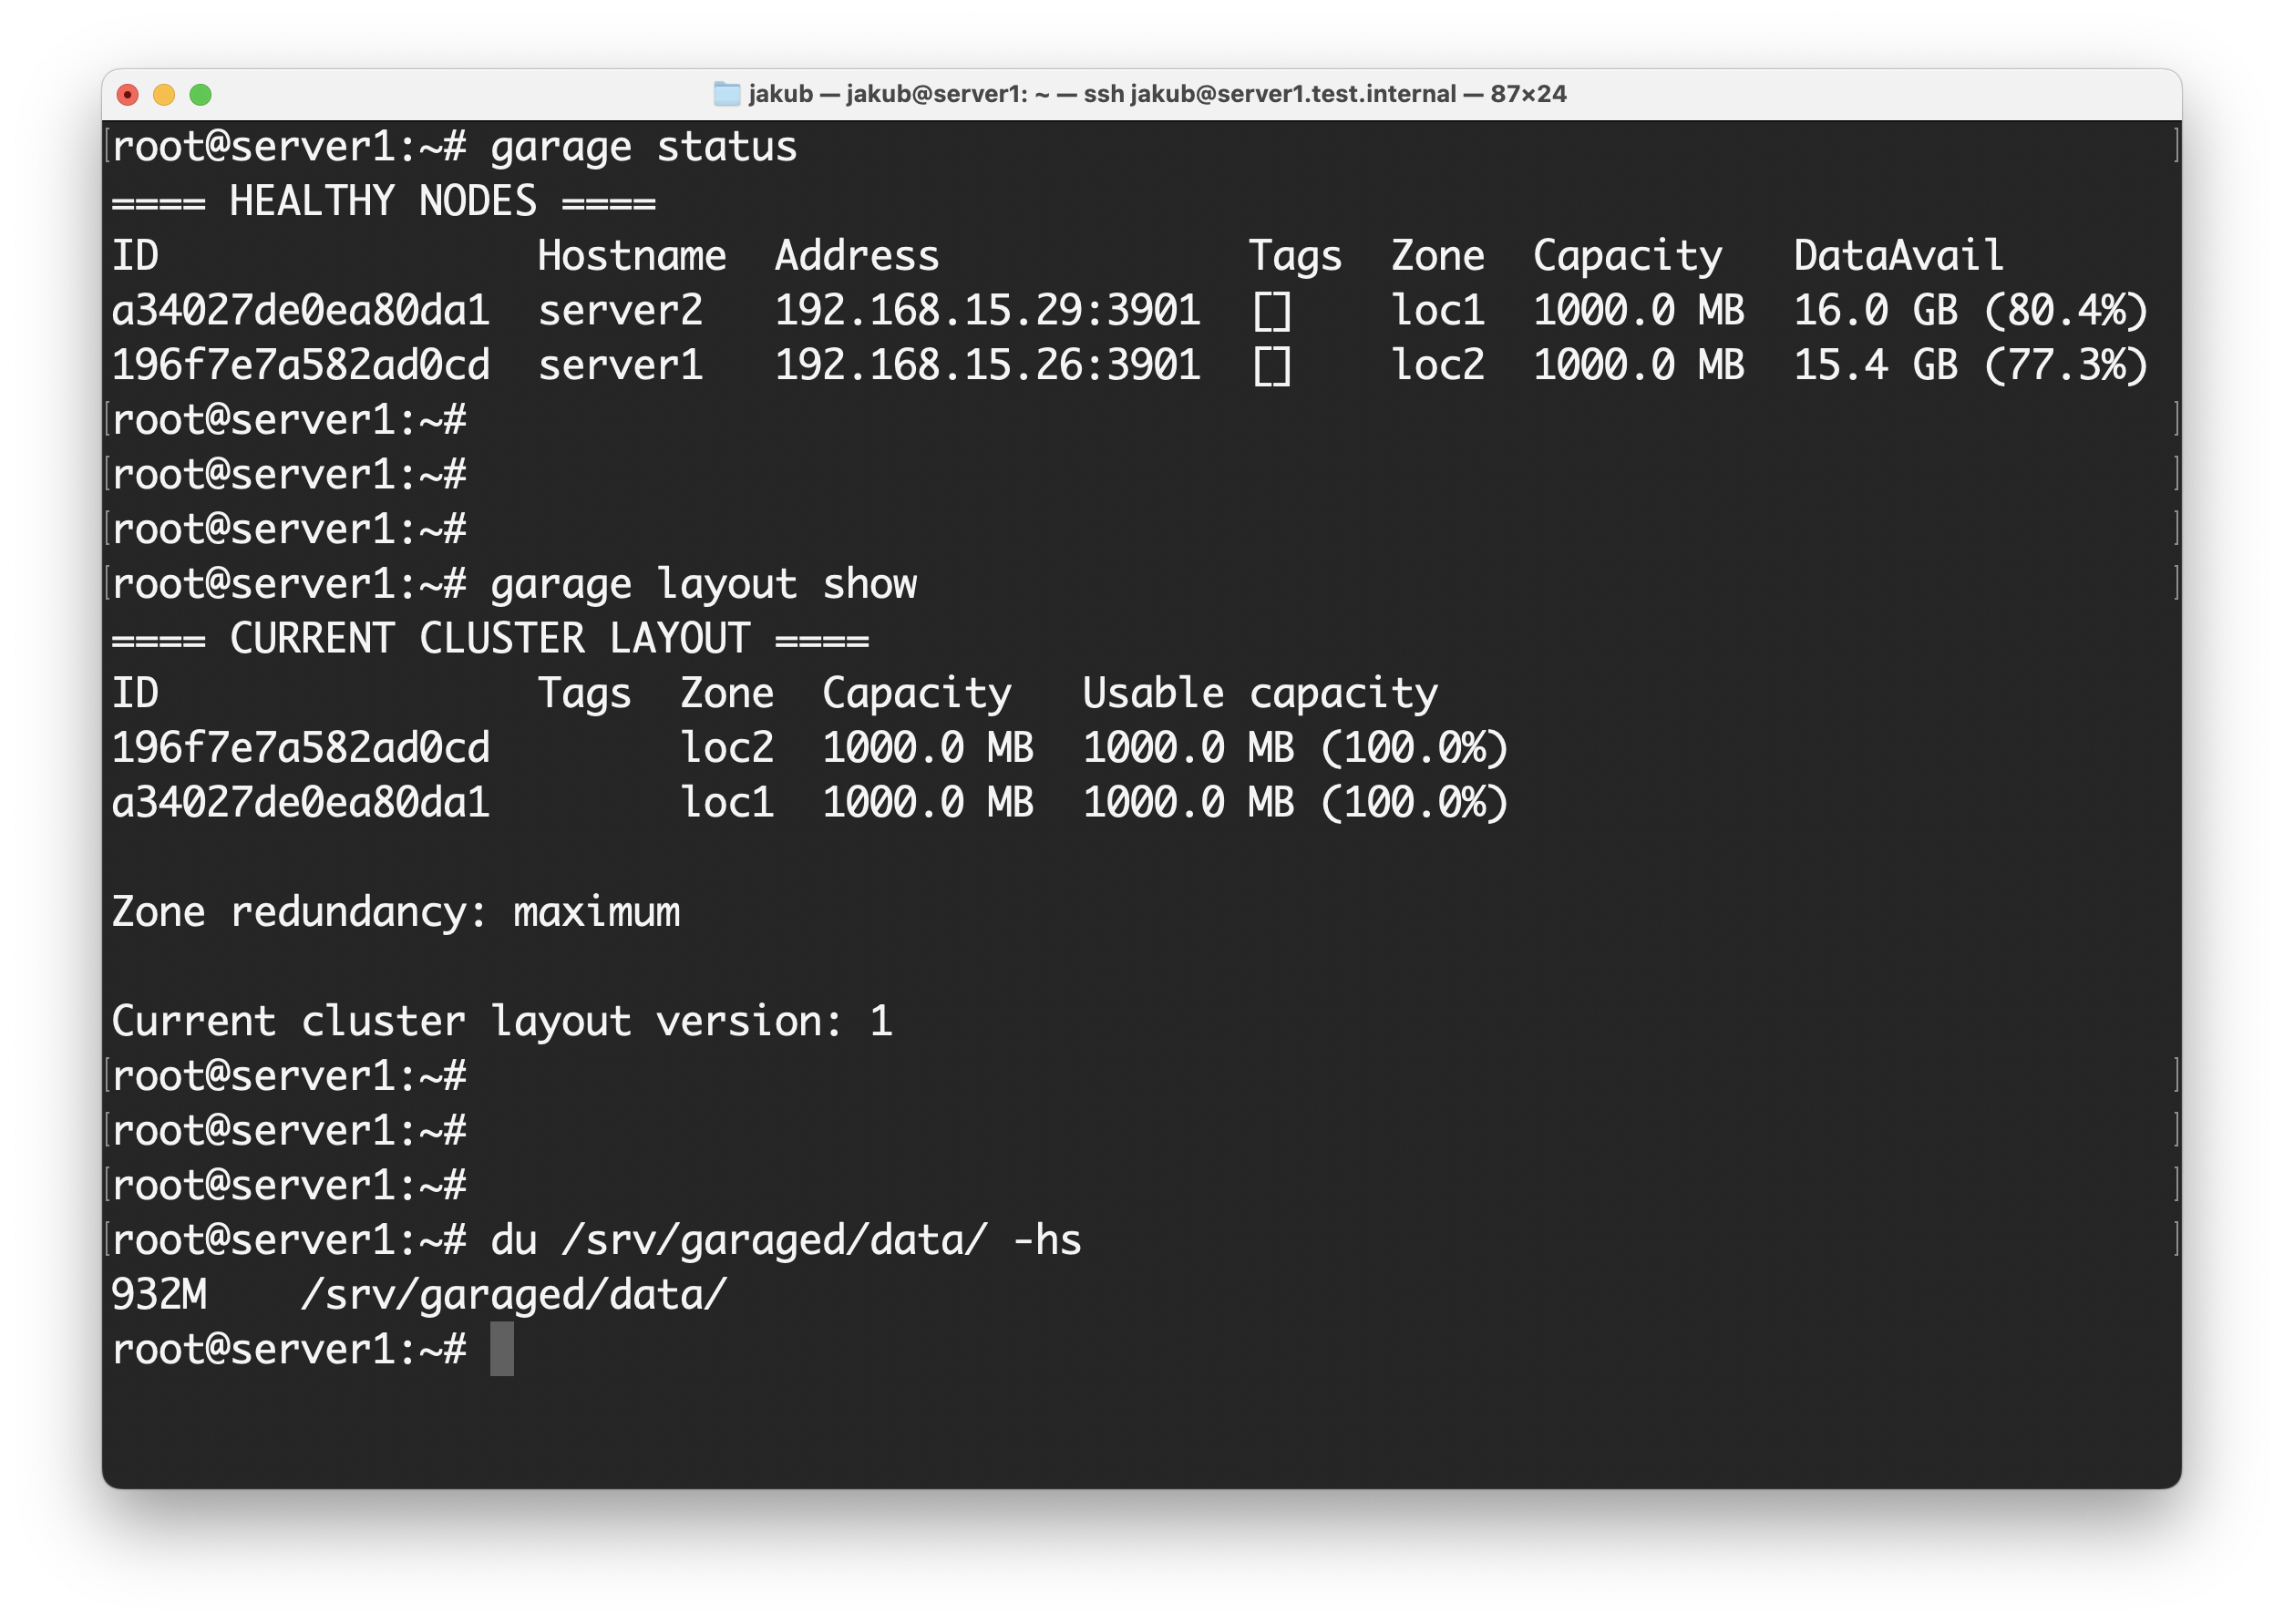 jakub — jakub@server1: ~ — ssh jakub@server1.test.internal — 87×24
root@server1:~# garage status
==== HEALTHY NODES ====
ID                Hostname  Address             Tags  Zone  Capacity   DataAvail
a34027de0ea80da1  server2   192.168.15.29:3901  []    loc1  1000.0 MB  16.0 GB (80.4%)
196f7e7a582ad0cd  server1   192.168.15.26:3901  []    loc2  1000.0 MB  15.4 GB (77.3%)
root@server1:~#
root@server1:~#
root@server1:~#
root@server1:~# garage layout show
==== CURRENT CLUSTER LAYOUT ====
ID                Tags  Zone  Capacity   Usable capacity
196f7e7a582ad0cd        loc2  1000.0 MB  1000.0 MB (100.0%)
a34027de0ea80da1        loc1  1000.0 MB  1000.0 MB (100.0%)
Zone redundancy: maximum
Current cluster layout version: 1
root@server1:~#
root@server1:~#
root@server1:~#
root@server1:~# du /srv/garaged/data/ -hs
932M    /srv/garaged/data/
root@server1:~#